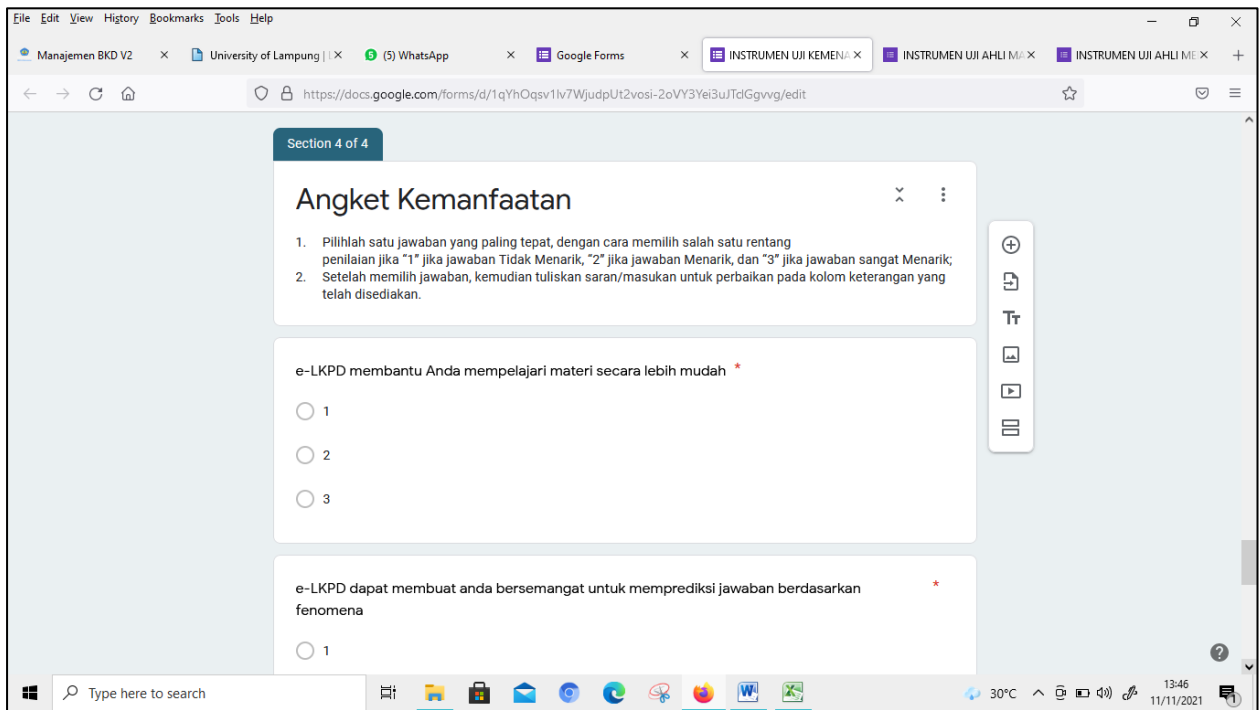 File Edit View History Bookmarks Tools Help
Manajemen BKD V2
University of Lampung |
(5) WhatsApp
Google Forms
INSTRUMEN UJI KEMENA
INSTRUMEN UJI AHLI MA
INSTRUMEN UJI AHLI ME
https://docs.google.com/forms/d/1qYhOqsv1lv7WjudpUt2vosi-2oVY3Yei3uJTclGgvvg/edit
Section 4 of 4
Angket Kemanfaatan
1. Pilihlah satu jawaban yang paling tepat, dengan cara memilih salah satu rentang
penilaian jika “1” jika jawaban Tidak Menarik, “2” jika jawaban Menarik, dan “3” jika jawaban sangat Menarik;
2. Setelah memilih jawaban, kemudian tuliskan saran/masukan untuk perbaikan pada kolom keterangan yang
telah disediakan.
e-LKPD membantu Anda mempelajari materi secara lebih mudah *
1
2
3
e-LKPD dapat membuat anda bersemangat untuk memprediksi jawaban berdasarkan *
fenomena
1
Type here to search
30°C
13:46
11/11/2021